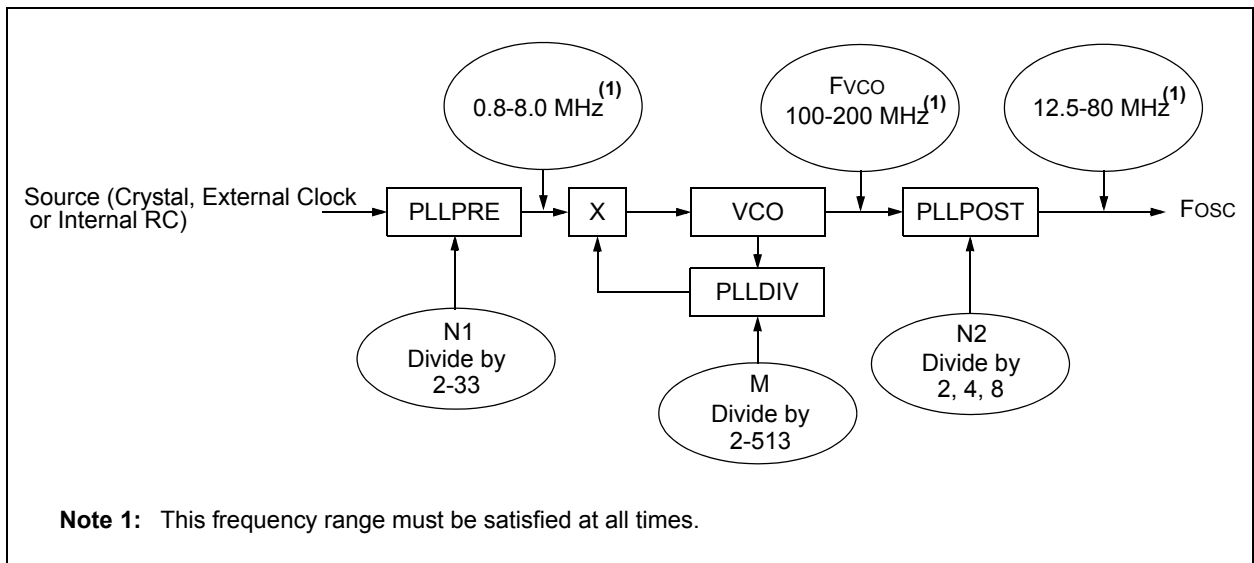 0.8-8.0 MHz(1)
FVCO
100-200 MHz(1)
12.5-80 MHz(1)
Source (Crystal, External Clock
or Internal RC)
PLLPRE
X
VCO
PLLPOST
FOSC
PLLDIV
N1
Divide by
2-33
M
Divide by
2-513
N2
Divide by
2, 4, 8
Note 1: This frequency range must be satisfied at all times.